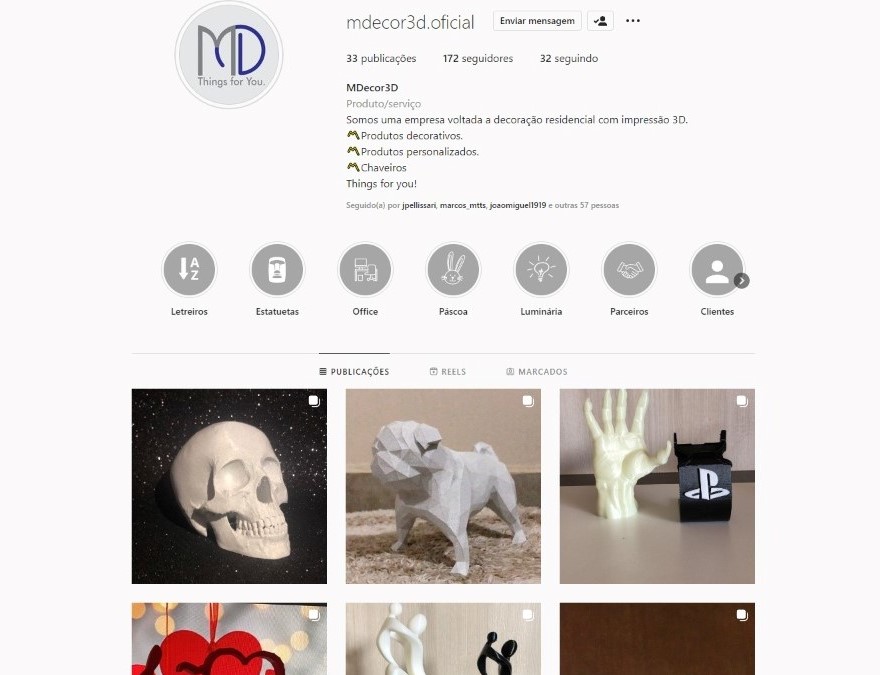 MD
Things for You.
mdecor3d.oficial Enviar mensagem
33 publicações 172 seguidores 32 seguindo
MDecor3D
Produto/serviço
Somos uma empresa voltada a decoração residencial com impressão 3D.
Produtos decorativos.
Produtos personalizados.
Chaveiros
Things for you!
Seguido(a) por jpellissari, marcos_mtts, joaomiguel1919 e outras 57 pessoas
A
Z
Letreiros Estatuetas Office Páscoa Luminária Parceiros Clientes
PUBLICAÇÕES REELS MARCADOS